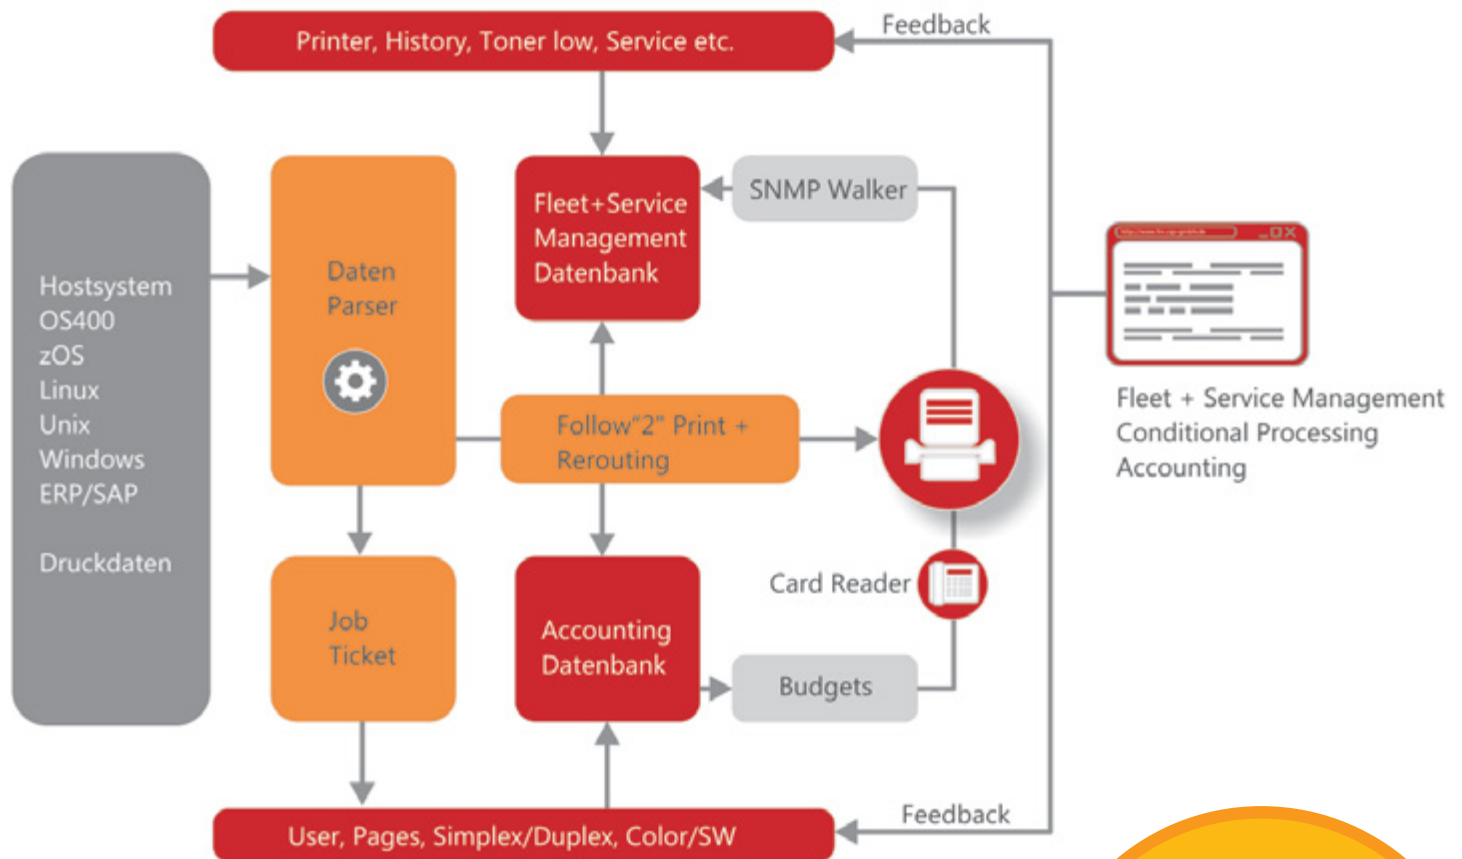 Feedback
Printer, History, Toner low, Service etc.
Hostsystem
OS400
zOS
Linux
Unix
Windows
ERP/SAP
Druckdaten
Daten
Parser
Fleet+Service
Management
Datenbank
SNMP Walker
Follow"2" Print +
Rerouting
Fleet + Service Management
Conditional Processing
Accounting
Job
Ticket
Accounting
Datenbank
Card Reader
Budgets
Feedback
User, Pages, Simplex/Duplex, Color/SW